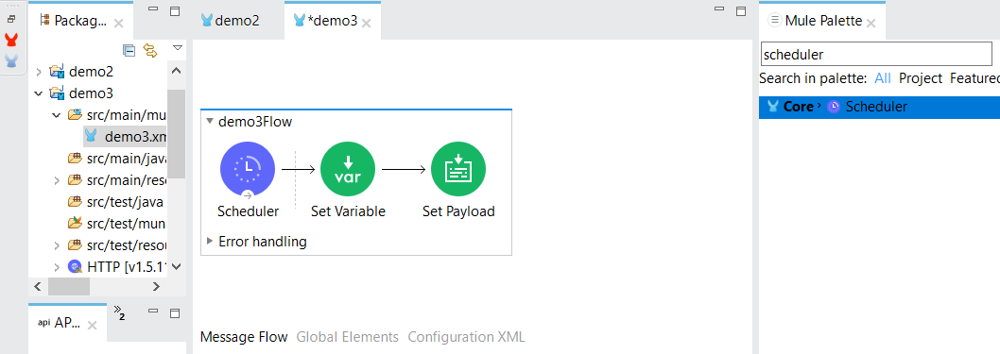 Packag...
demo2
demo3
src/main/mu
demo3.xm
src/main/java
src/main/reso
src/test/java
src/test/mun
src/test/resou
HTTP [v1.5.11
api AP...
»2
demo2
*demo3
demo3Flow
var
Scheduler
Set Variable
Set Payload
Error handling
Message Flow Global Elements Configuration XML
Mule Palette
scheduler
Search in palette: All Project Featured
Core > Scheduler